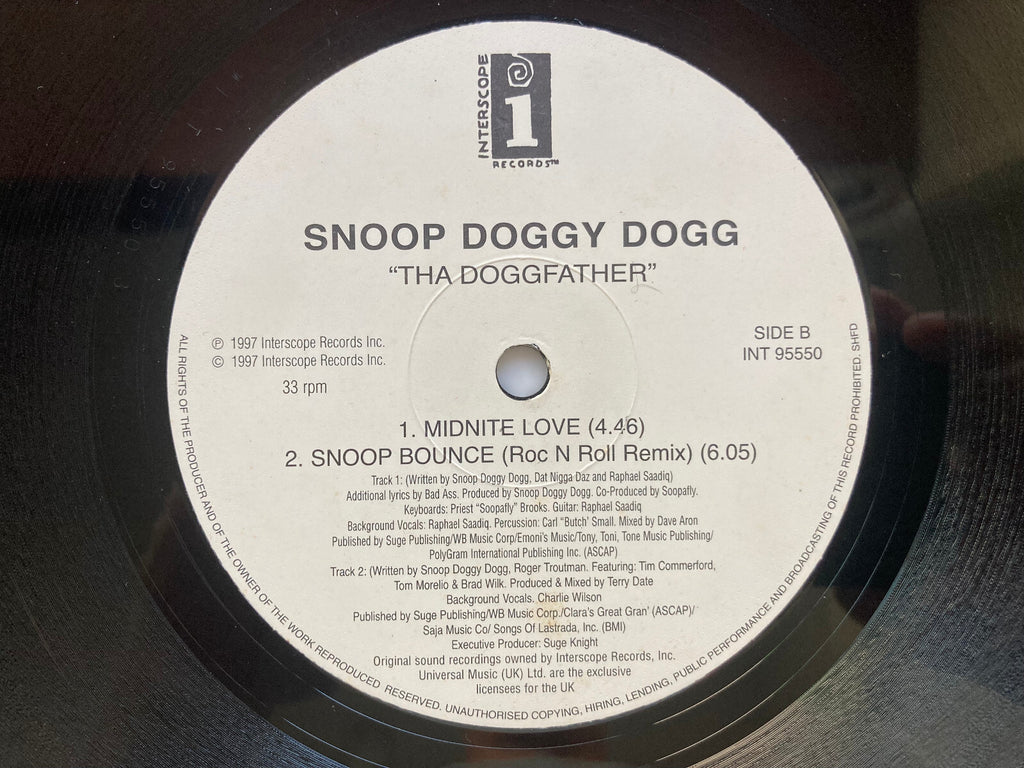 INTERSCOPE
i
RECORDS™
SNOOP DOGGY DOGG
“THA DOGGFATHER”
℗ 1997 Interscope Records Inc.
© 1997 Interscope Records Inc.
33 rpm
SIDE B
INT 95550
1. MIDNITE LOVE (4.46)
2. SNOOP BOUNCE (Roc N Roll Remix) (6.05)
Track 1: (Written by Snoop Doggy Dogg, Dat Nigga Daz and Raphael Saadiq)
Additional lyrics by Bad Ass. Produced by Snoop Doggy Dogg. Co-Produced by Soopafly.
Keyboards: Priest “Soopafly” Brooks. Guitar: Raphael Saadiq
Background Vocals: Raphael Saadiq. Percussion: Carl “Butch’ Small. Mixed by Dave Aron
Published by Suge Publishing/WB Music Corp/Emoni's Music/Tony, Toni, Tone Music Publishing/
PolyGram International Publishing Inc. (ASCAP)
Track 2: (Written by Snoop Doggy Dogg, Roger Troutman. Featuring: Tim Commerford,
Tom Morelio & Brad Wilk. Produced & Mixed by Terry Date
Background Vocals. Charlie Wilson
Published by Suge Publishing/WB Music Corp./Clara's Great Gran' (ASCAP)/
Saja Music Co/ Songs Of Lastrada, Inc. (BMI)
Executive Producer: Suge Knight
Original sound recordings owned by Interscope Records, Inc.
Universal Music (UK) Ltd. are the exclusive
licensees for the UK
ALL RIGHTS OF THE PRODUCER AND OF THE OWNER OF THE WORK REPRODUCED RESERVED. UNAUTHORISED COPYING, HIRING, LENDING, PUBLIC PERFORMANCE AND BROADCASTING OF THIS RECORD PROHIBITED. SHFD